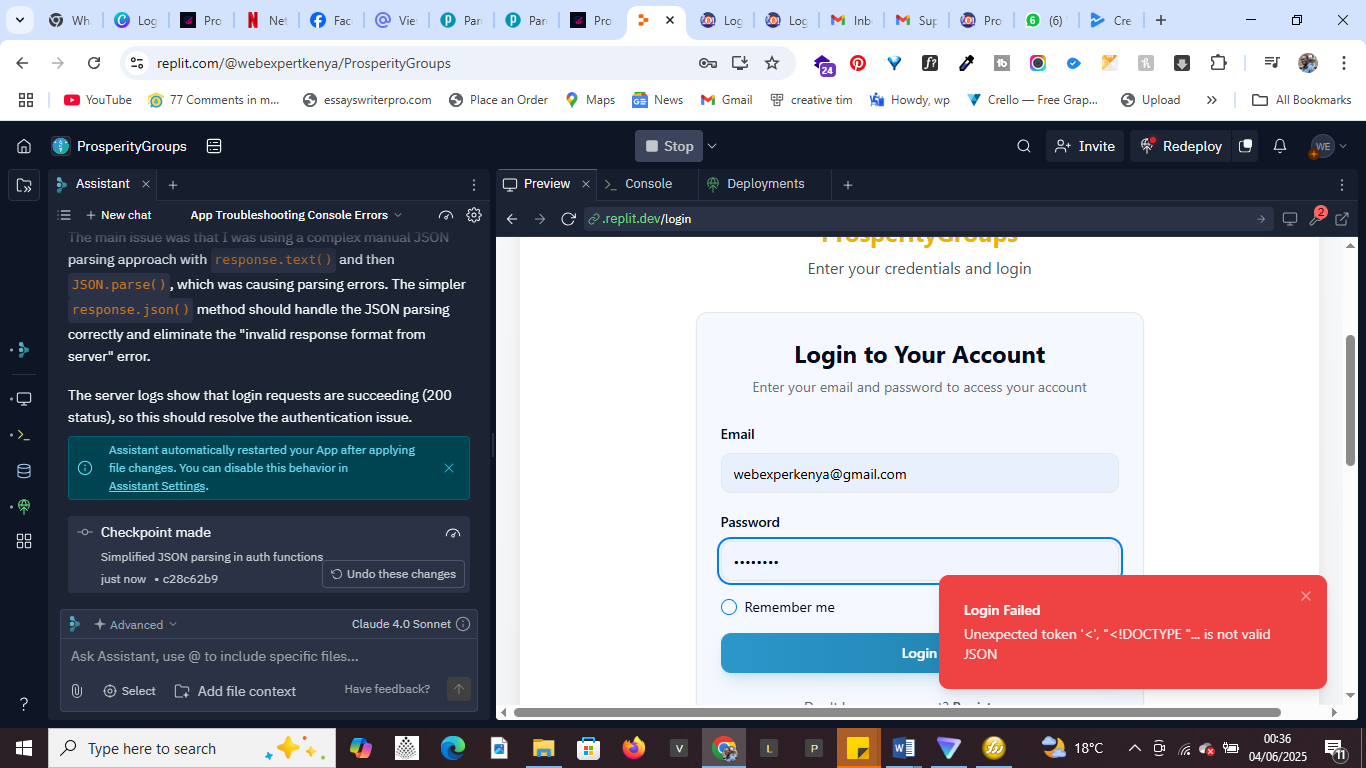 Wh
Log
Pro
Net
Fac
Vie
Par
Par
Pro
Log
Log
Inb
Sup
Pro
(6)
Cre
replit.com/@webexpertkenya/ProsperityGroups
24
f?
YouTube
77 Comments in m...
essayswriterpro.com
Place an Order
Maps
News
Gmail
creative tim
Howdy, wp
Crello — Free Grap...
Upload
All Bookmarks
ProsperityGroups
Stop
Invite
Redeploy
WE
Assistant
Preview
Console
Deployments
New chat
App Troubleshooting Console Errors
.replit.dev/login
2
The main issue was that I was using a complex manual JSON
parsing approach with response.text() and then
JSON.parse(), which was causing parsing errors. The simpler
response.json() method should handle the JSON parsing
correctly and eliminate the "invalid response format from
server" error.
The server logs show that login requests are succeeding (200
status), so this should resolve the authentication issue.
Assistant automatically restarted your App after applying
file changes. You can disable this behavior in
Assistant Settings.
Checkpoint made
Simplified JSON parsing in auth functions
just now • c28c62b9
Undo these changes
Advanced
Claude 4.0 Sonnet
Ask Assistant, use @ to include specific files...
Select
Add file context
Have feedback?
ProsperityGroups
Enter your credentials and login
Login to Your Account
Enter your email and password to access your account
Email
webexperkenya@gmail.com
Password
••••••••
Remember me
Login
Login Failed
Unexpected token '<', "<!DOCTYPE "... is not valid
JSON
Type here to search
V
L
P
18°C
00:36
04/06/2025
11